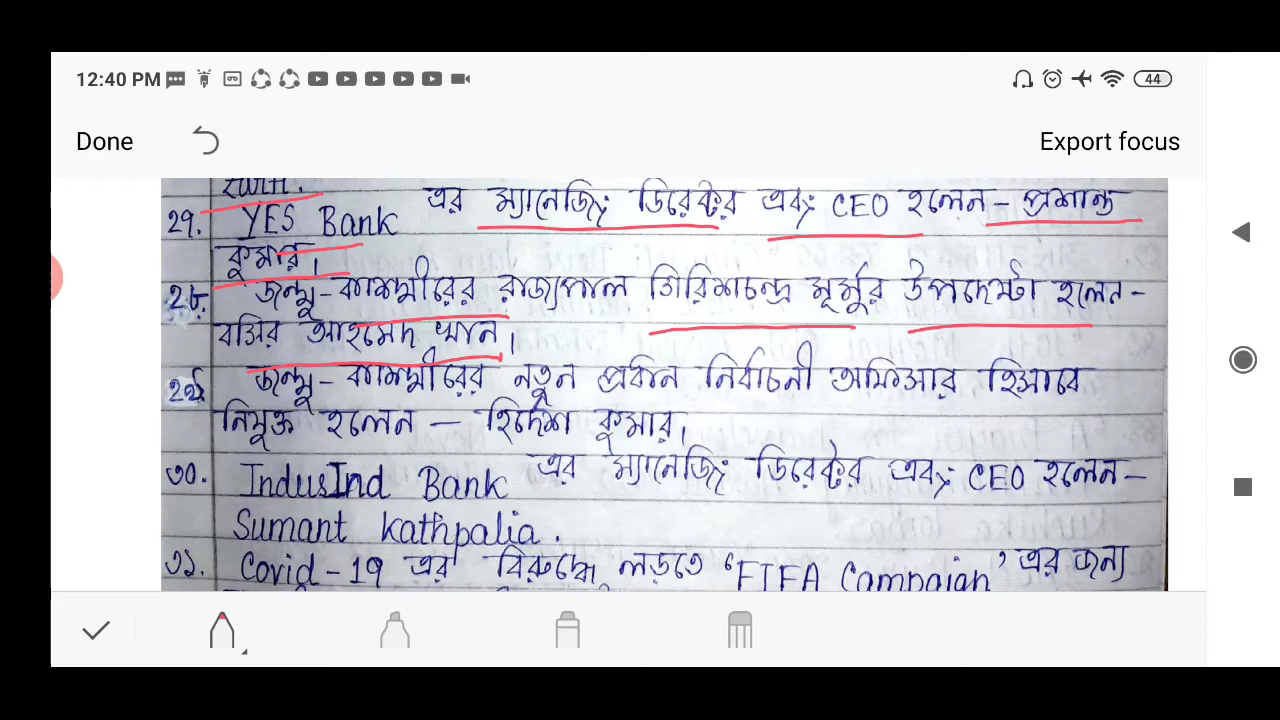 12:40 PM 44
Done Export focus
২৭. YES Bank এর ম্যানেজিং ডিরেক্টর এবং CEO হলেন - প্রশান্ত
কুমার।
২৮. জম্মু - কাশ্মীরের রাজ্যপাল গিরিশচন্দ্র মূর্মুর উপদেষ্টা হলেন -
বসির আহমেদ খান।
২৯. জম্মু - কাশ্মীরের নতুন প্রধান নির্বাচনী অফিসার হিসাবে
নিযুক্ত হলেন — হিৰ্দেশ কুমার।
৩০. IndusInd Bank এর ম্যানেজিং ডিরেক্টর এবং CEO হলেন -
Sumant Kathpalia.
৩১. Covid - 19 এর বিরুদ্ধে লড়তে 'FIFA Campaign' এর জন্য